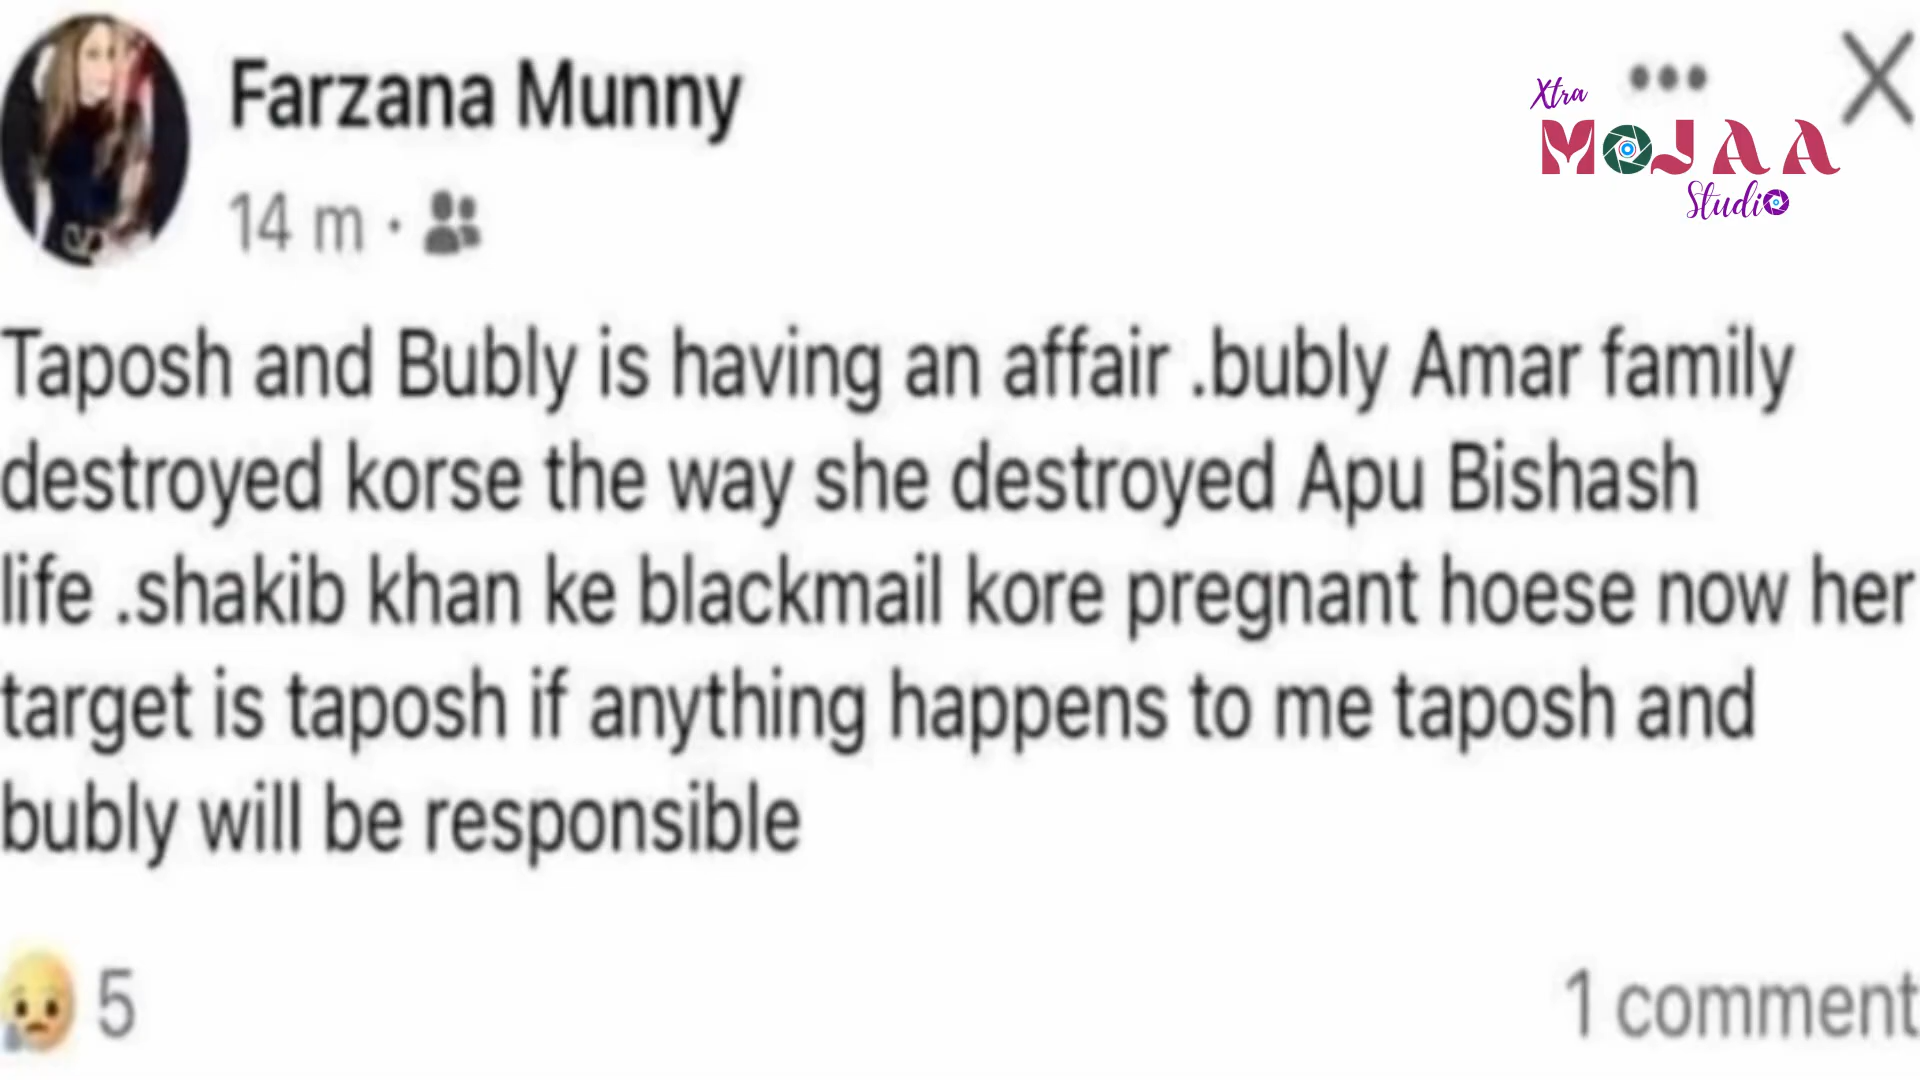 Farzana Munny
14 m ·
Xtra
MOJAA
Studio
Taposh and Bubly is having an affair .bubly Amar family
destroyed korse the way she destroyed Apu Bishash
life .shakib khan ke blackmail kore pregnant hoese now her
target is taposh if anything happens to me taposh and
bubly will be responsible
5
1 comment